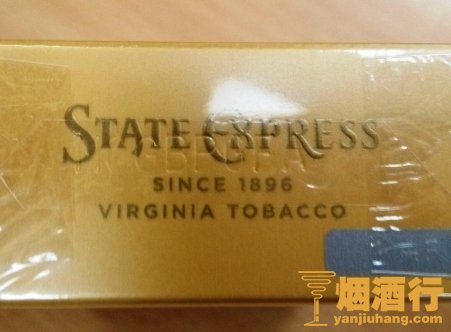 STATE EXPRESS
SINCE 1896
VIRGINIA TOBACCO
烟酒行
yanjiuhang.com